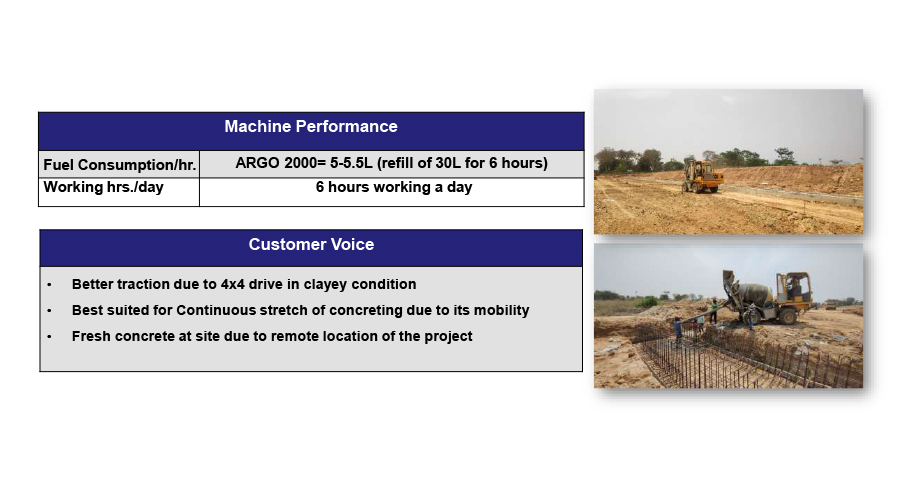 Machine Performance
Fuel Consumption/hr. ARGO 2000= 5-5.5L (refill of 30L for 6 hours)
Working hrs./day 6 hours working a day
Customer Voice
• Better traction due to 4x4 drive in clayey condition
• Best suited for Continuous stretch of concreting due to its mobility
• Fresh concrete at site due to remote location of the project